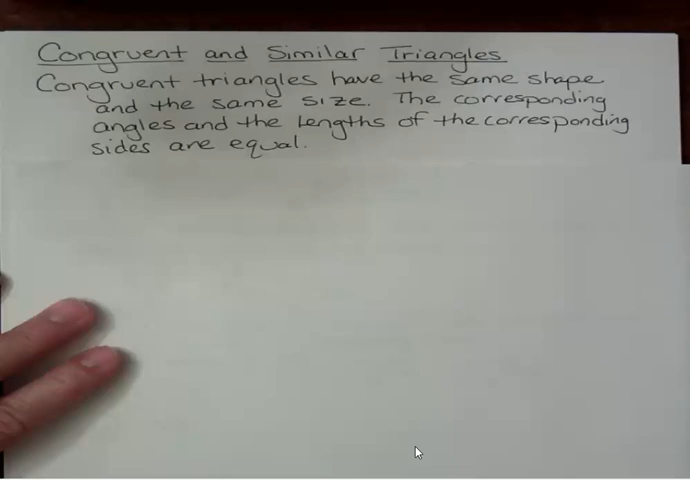 Congruent and Similar Triangles
Congruent triangles have the same shape
and the same size. The corresponding
angles and the lengths of the corresponding
sides are equal.